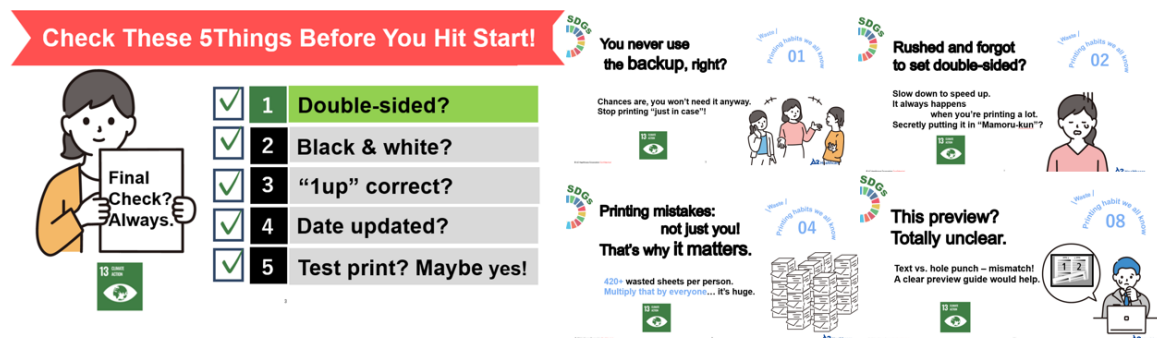 Check These 5Things Before You Hit Start!
Final
Check?
Always.
1 Double-sided?
2 Black & white?
3 “1up” correct?
4 Date updated?
5 Test print? Maybe yes!
13 CLIMATE ACTION
SDGs
You never use
the backup, right?
\Waste/
Printing habits we all know
01
Chances are, you won’t need it anyway.
Stop printing “just in case”!
13
SDGs
Rushed and forgot
to set double-sided?
\Waste/
Printing habits we all know
02
Slow down to speed up.
It always happens
when you’re printing a lot.
Secretly putting it in “Mamoru-kun”?
13
SDGs
Printing mistakes:
not just you!
That’s why it matters.
\Waste/
Printing habits we all know
04
420+ wasted sheets per person.
Multiply that by everyone… it’s huge.
13
SDGs
This preview?
Totally unclear.
\Waste/
Printing habits we all know
08
Text vs. hole punch – mismatch!
A clear preview guide would help.
1 2
13